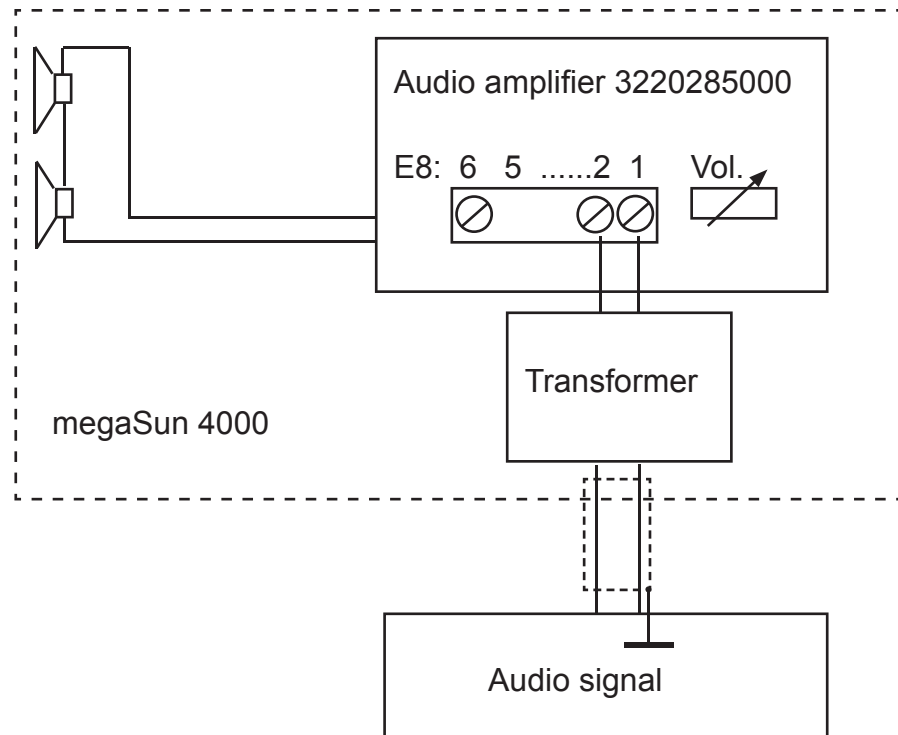 Audio amplifier 3220285000
E8: 6 5 ......2 1 Vol.
Transformer
megaSun 4000
Audio signal